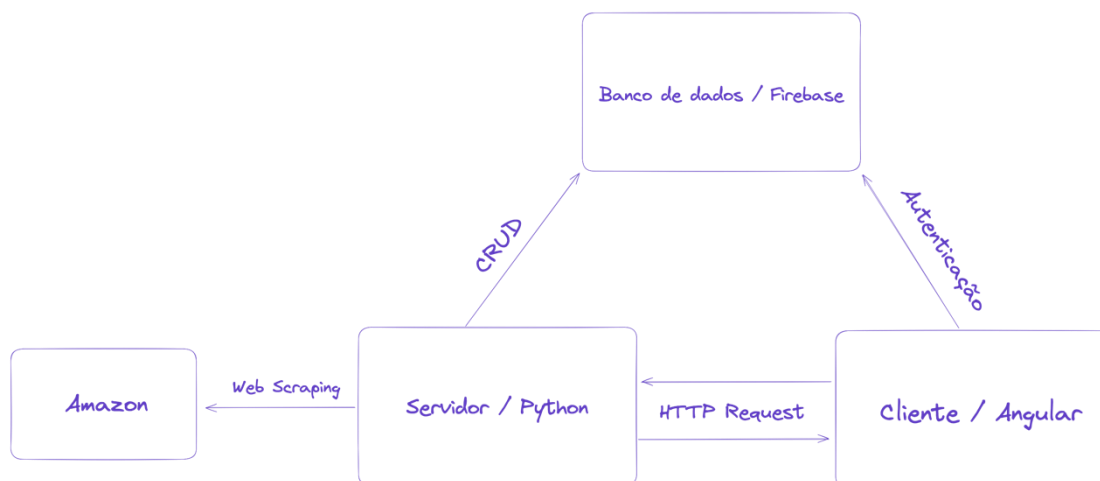 Banco de dados / Firebase
CRUD
Autenticação
Amazon
Web Scraping
Servidor / Python
HTTP Request
Cliente / Angular